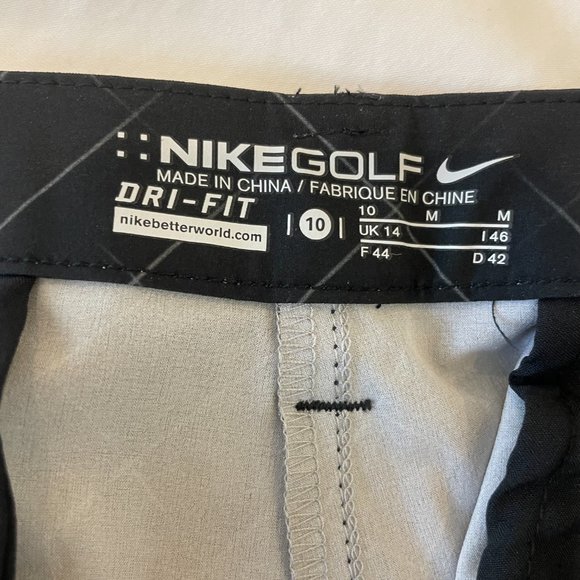 NIKEGOLF
MADE IN CHINA / FABRIQUE EN CHINE
DRI-FIT
nikebetterworld.com
10
10 M M
UK 14 I 46
F 44 D 42